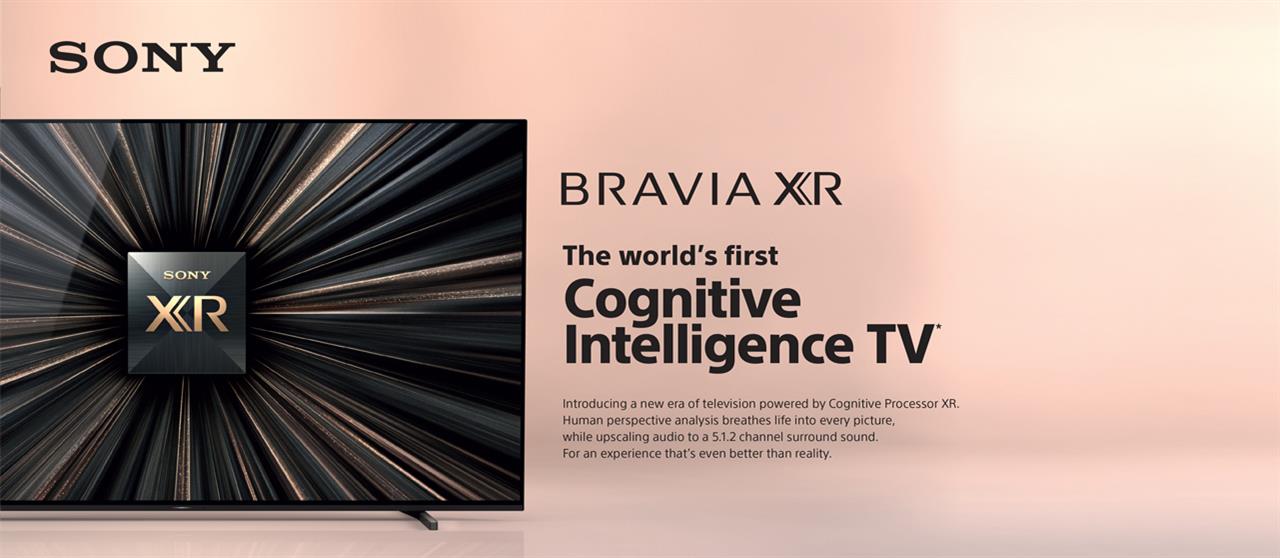 SONY
SONY
XR
BRAVIA XR
The world’s first
Cognitive
Intelligence TV*
Introducing a new era of television powered by Cognitive Processor XR.
Human perspective analysis breathes life into every picture,
while upscaling audio to a 5.1.2 channel surround sound.
For an experience that’s even better than reality.